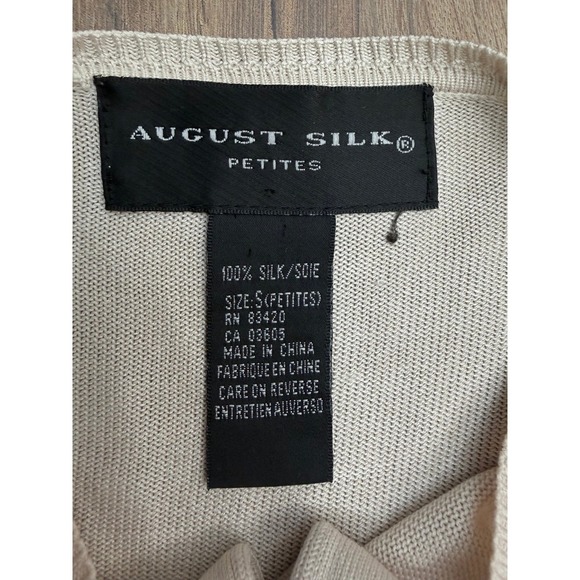 AUGUST SILK®
PETITES
100% SILK/SOIE
SIZE: S(PETITES)
RN 83420
CA 03605
MADE IN CHINA
FABRIQUE EN CHINE
CARE ON REVERSE
ENTRETIEN AUVERSO